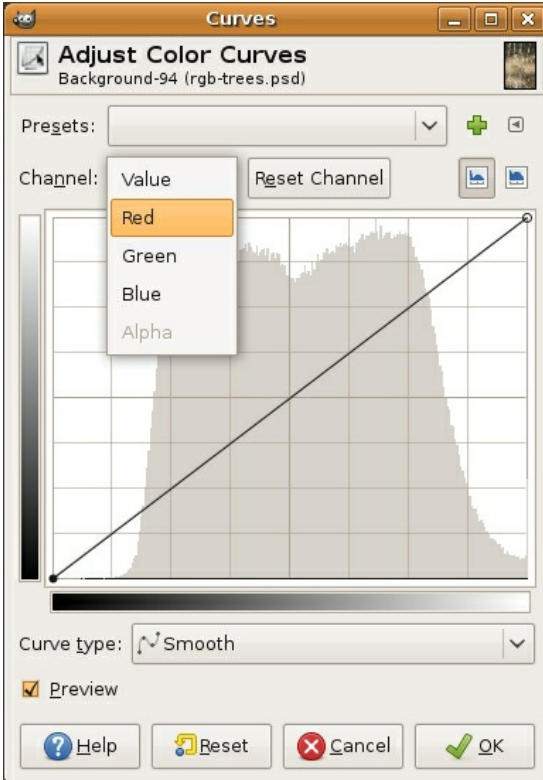 Curves
Adjust Color Curves
Background-94 (rgb-trees.psd)
Presets:
Channel:
Value
Red
Green
Blue
Alpha
Reset Channel
Curve type:
Smooth
Preview
Help
Reset
Cancel
OK